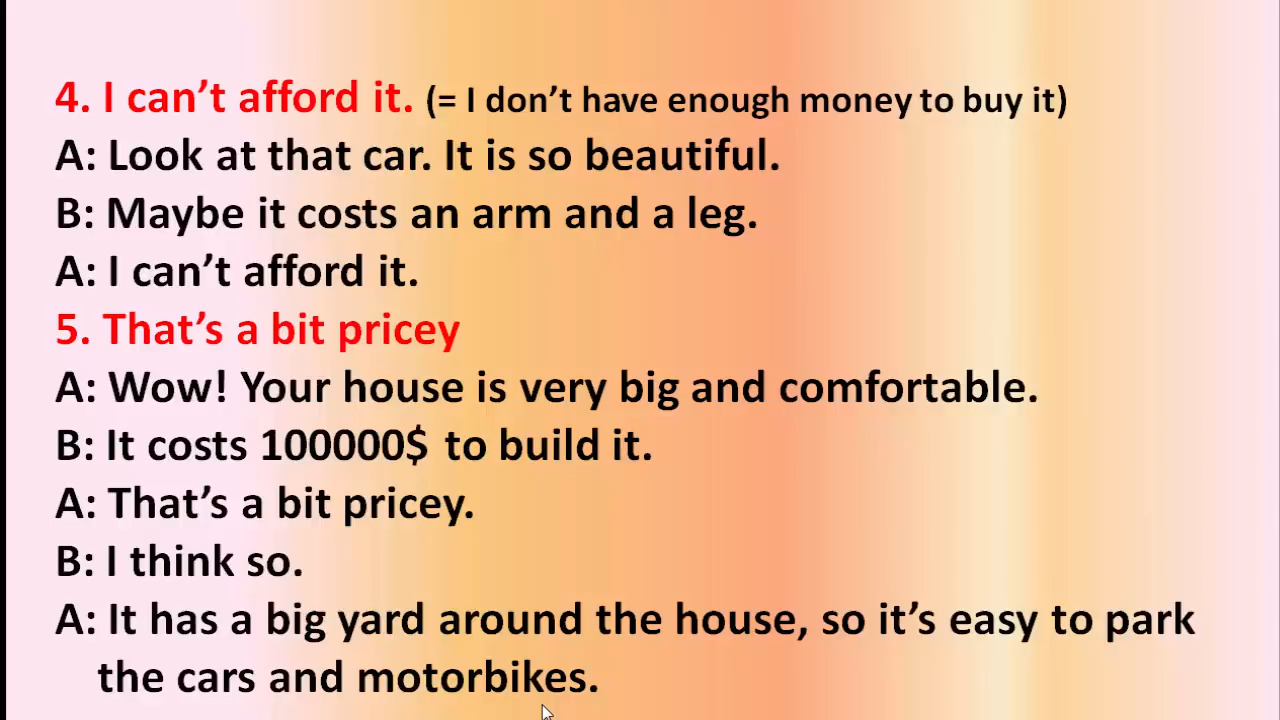 4. I can't afford it. (= I don't have enough money to buy it)
A: Look at that car. It is so beautiful.
B: Maybe it costs an arm and a leg.
A: I can't afford it.
5. That's a bit pricey
A: Wow! Your house is very big and comfortable.
B: It costs 100000$ to build it.
A: That's a bit pricey.
B: I think so.
A: It has a big yard around the house, so it's easy to park
the cars and motorbikes.